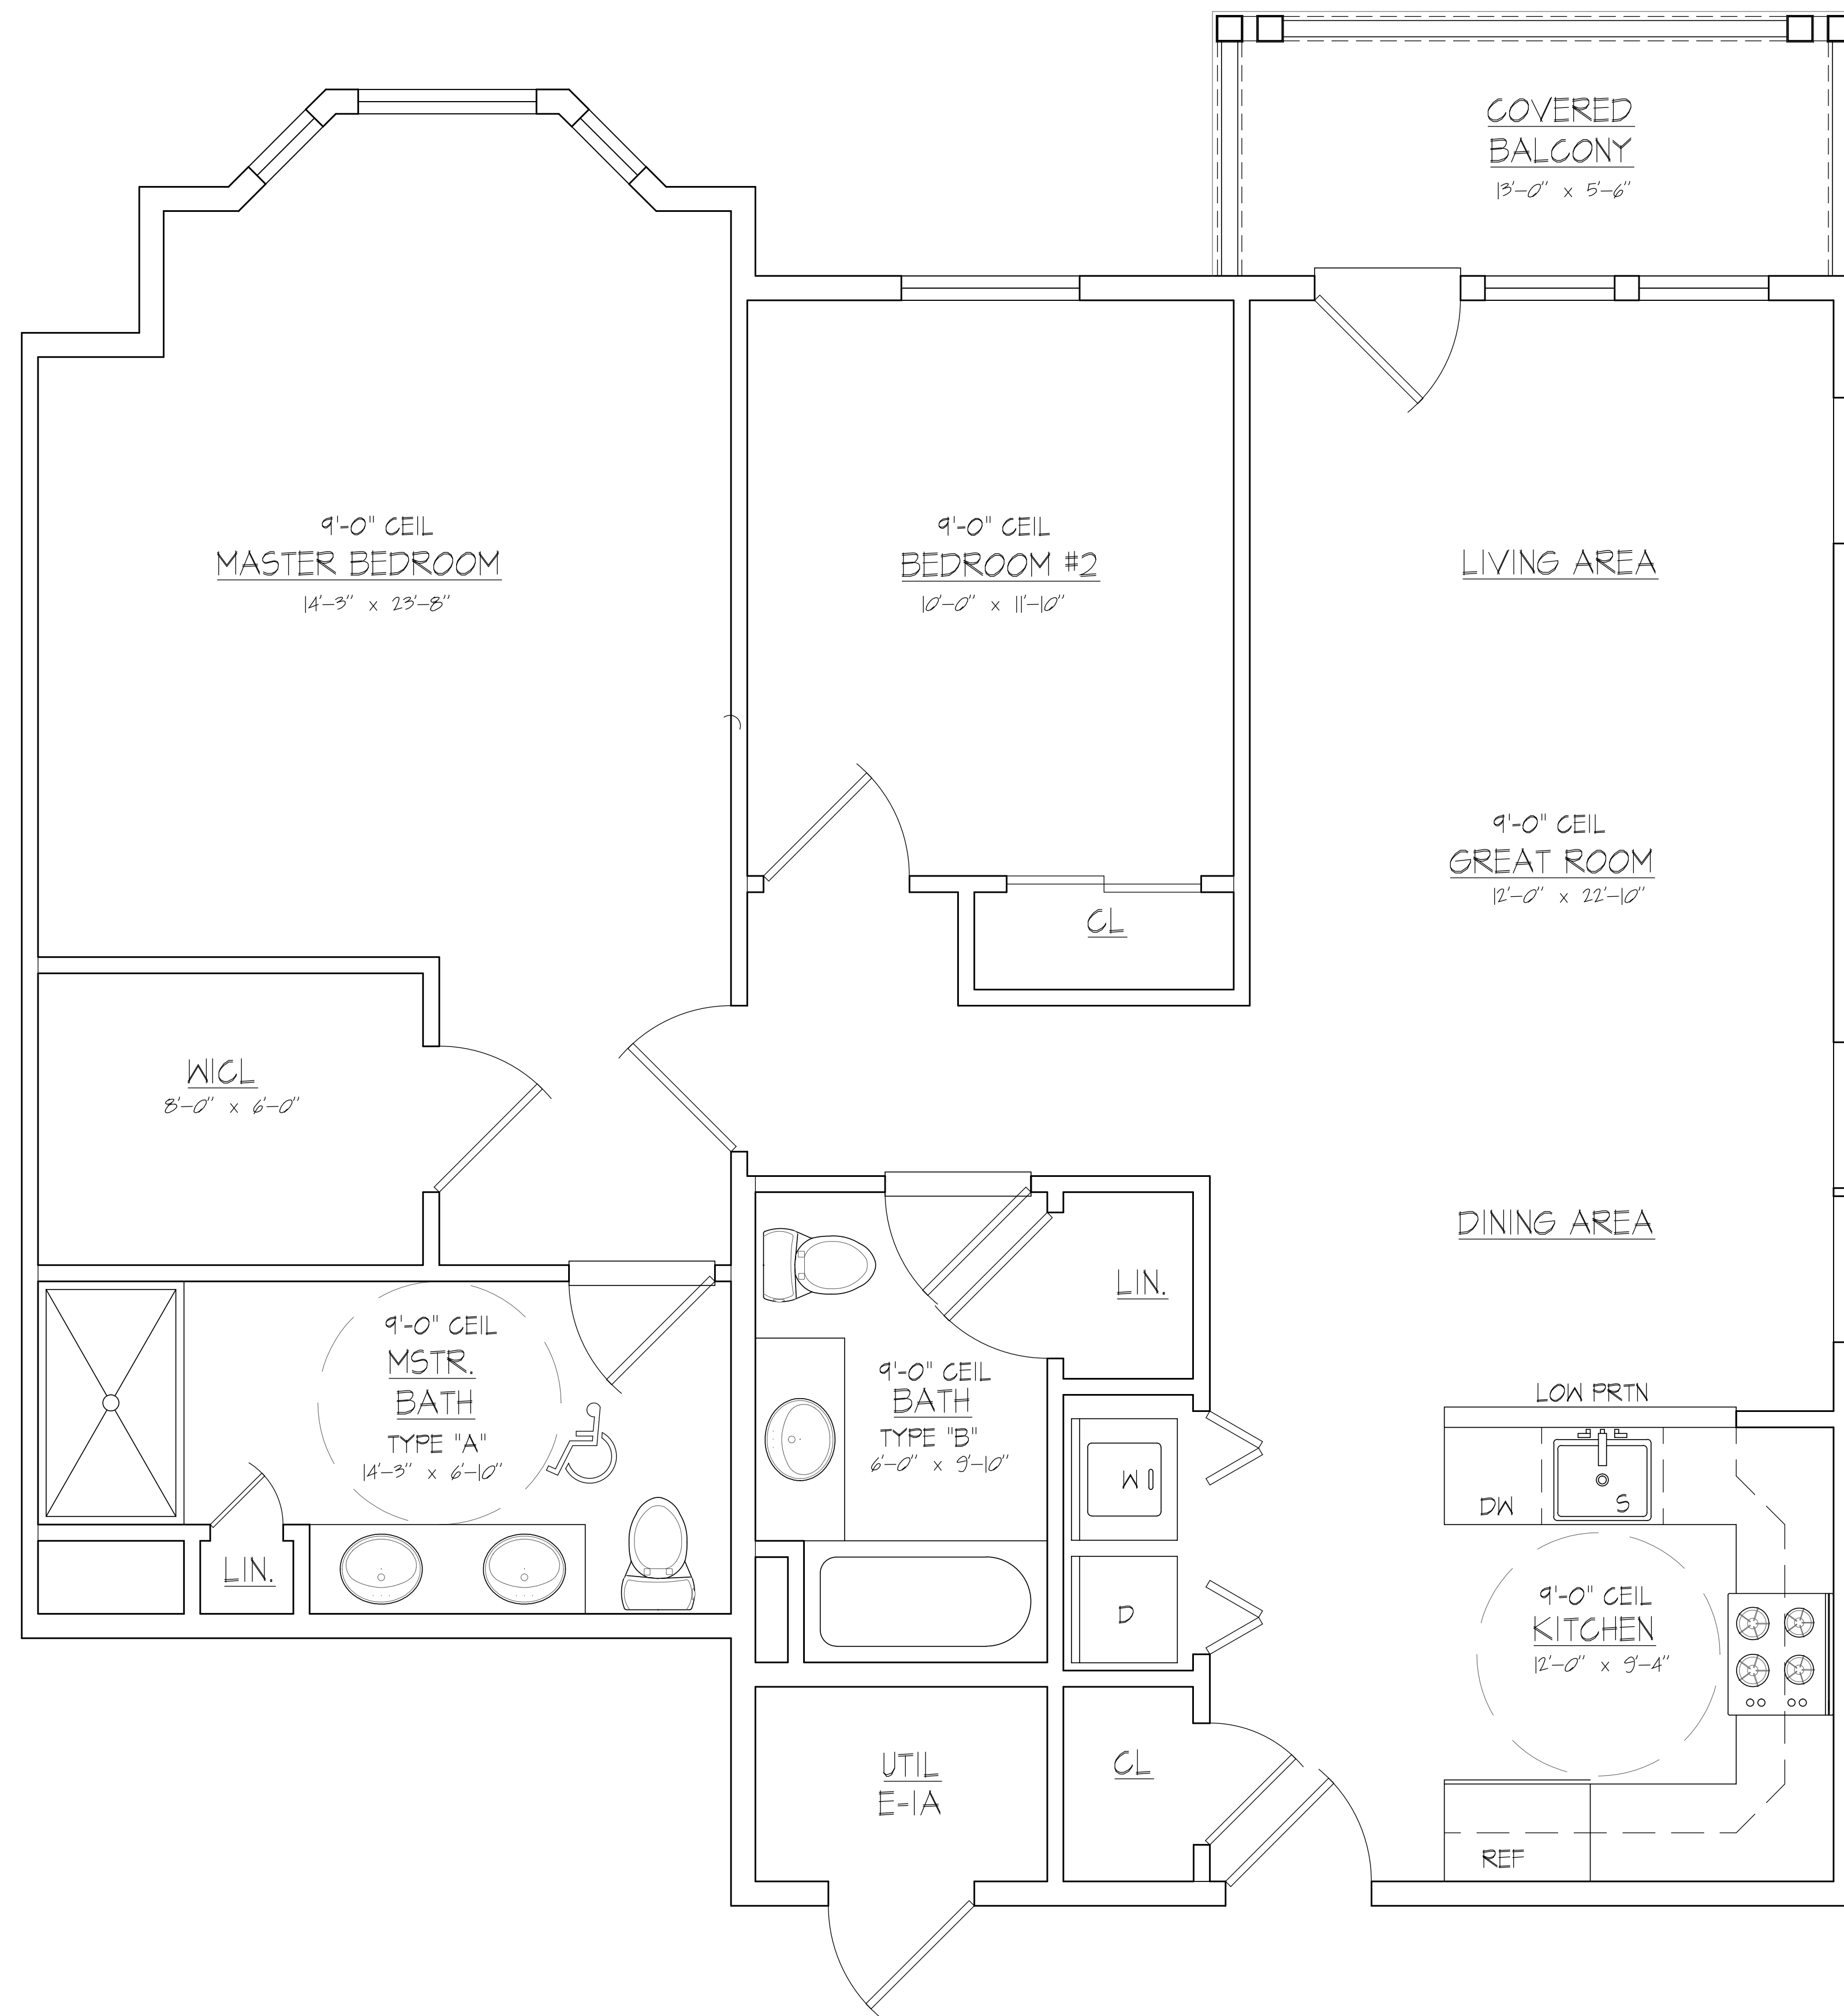 COVERED
BALCONY
13'-0" x 5'-6"
9'-0" CEIL
MASTER BEDROOM
14'-3" x 23'-8"
9'-0" CEIL
BEDROOM #2
10'-0" x 11'-10"
LIVING AREA
9'-0" CEIL
GREAT ROOM
12'-0" x 22'-10"
CL
WICL
8'-0" x 6'-0"
DINING AREA
LIN.
9'-0" CEIL
MSTR.
BATH
TYPE "A"
14'-3" x 6'-10"
9'-0" CEIL
BATH
TYPE "B"
6'-0" x 9'-10"
LOW PRTN
W
DW
S
LIN.
D
9'-0" CEIL
KITCHEN
12'-0" x 9'-4"
UTIL
E-1A
CL
REF